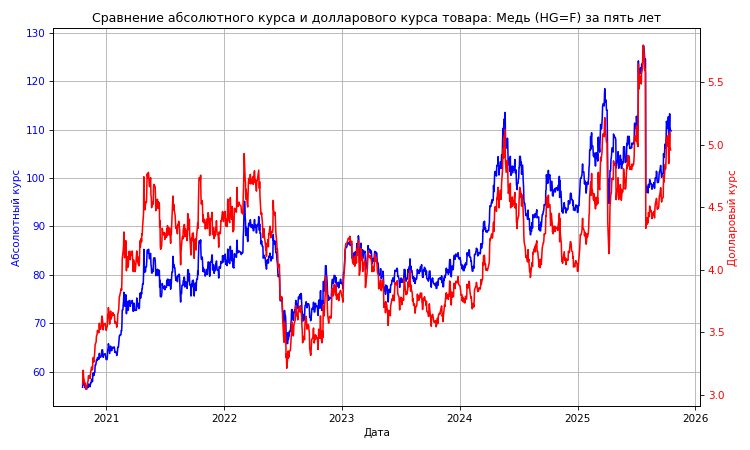 Сравнение абсолютного курса и долларового курса товара: Медь (HG=F) за пять лет
130
120
110
100
90
80
70
60
Абсолютный курс
5.5
5.0
4.5
4.0
3.5
3.0
Долларовый курс
2021 2022 2023 2024 2025 2026
Дата